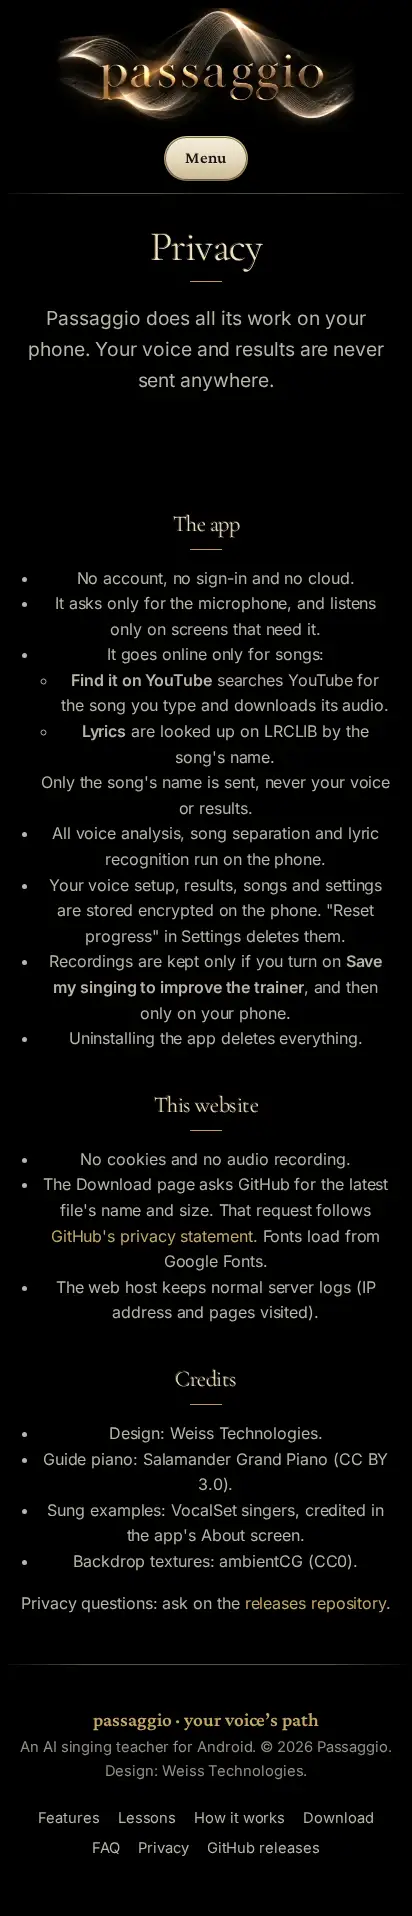 passaggio
Menu
Privacy
Passaggio does all its work on your
phone. Your voice and results are never
sent anywhere.
The app
• No account, no sign-in and no cloud.
• It asks only for the microphone, and listens
only on screens that need it.
• It goes online only for songs:
◦ Find it on YouTube searches YouTube for
the song you type and downloads its audio.
◦ Lyrics are looked up on LRCLIB by the
song's name.
Only the song's name is sent, never your voice
or results.
• All voice analysis, song separation and lyric
recognition run on the phone.
• Your voice setup, results, songs and settings
are stored encrypted on the phone. "Reset
progress" in Settings deletes them.
• Recordings are kept only if you turn on Save
my singing to improve the trainer, and then
only on your phone.
• Uninstalling the app deletes everything.
This website
• No cookies and no audio recording.
• The Download page asks GitHub for the latest
file's name and size. That request follows
GitHub's privacy statement. Fonts load from
Google Fonts.
• The web host keeps normal server logs (IP
address and pages visited).
Credits
• Design: Weiss Technologies.
• Guide piano: Salamander Grand Piano (CC BY
3.0).
• Sung examples: VocalSet singers, credited in
the app's About screen.
• Backdrop textures: ambientCG (CC0).
Privacy questions: ask on the releases repository.
passaggio · your voice’s path
An AI singing teacher for Android. © 2026 Passaggio.
Design: Weiss Technologies.
Features Lessons How it works Download
FAQ Privacy GitHub releases